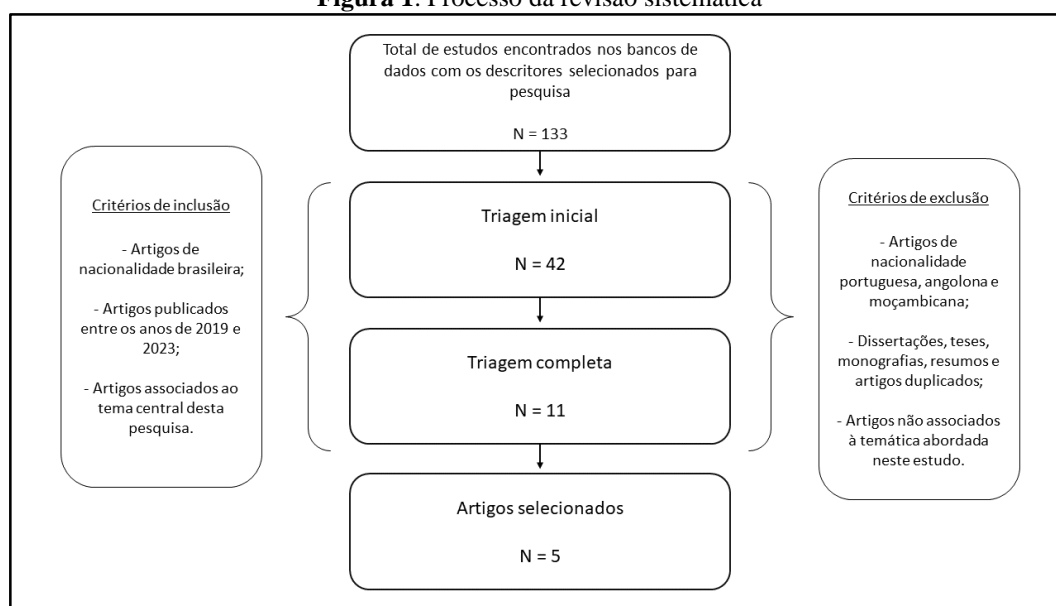 Figura 1. Processo da revisão sistemática
Total de estudos encontrados nos bancos de
dados com os descritores selecionados para
pesquisa
N = 133
Critérios de inclusão
- Artigos de
nacionalidade brasileira;
- Artigos publicados
entre os anos de 2019 e
2023;
- Artigos associados ao
tema central desta
pesquisa.
Triagem inicial
N = 42
Triagem completa
N = 11
Artigos selecionados
N = 5
Critérios de exclusão
- Artigos de
nacionalidade
portuguesa, angolona e
moçambicana;
- Dissertações, teses,
monografias, resumos e
artigos duplicados;
- Artigos não associados
à temática abordada
neste estudo.